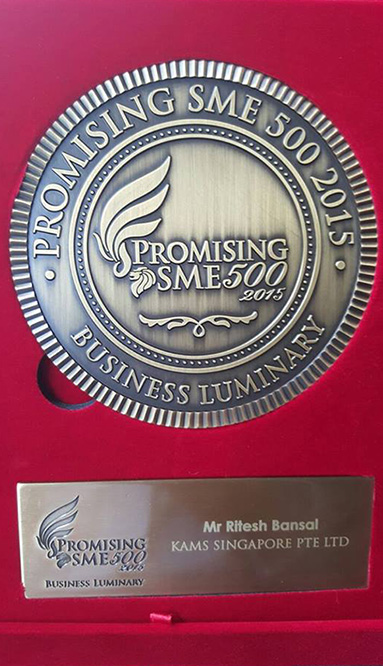 PROMISING SME 500 2015
PROMISING
SME500
2015
BUSINESS LUMINARY
PROMISING
SME500
2015
BUSINESS LUMINARY
Mr Ritesh Bansal
KAMS SINGAPORE PTE LTD